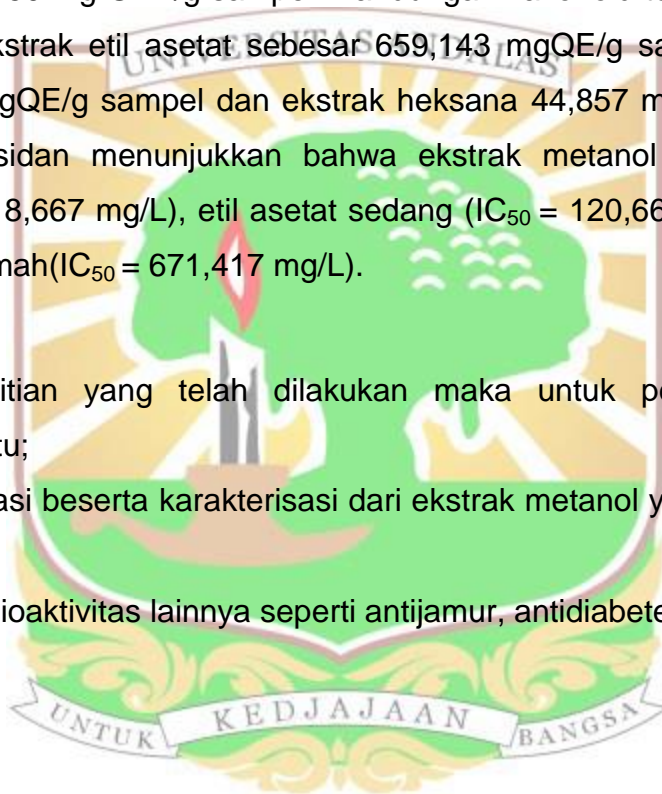 kstrak etil asetat sebesar 659,143 mgQE/g sa
UNIVERSITAS ANDALAS
gQE/g sampel dan ekstrak heksana 44,857 m
sidan menunjukkan bahwa ekstrak metanol
8,667 mg/L), etil asetat sedang (IC50 = 120,66
mah(IC50 = 671,417 mg/L).
itian yang telah dilakukan maka untuk pe
tu;
asi beserta karakterisasi dari ekstrak metanol y
ioaktivitas lainnya seperti antijamur, antidiabete
UNTUK KEDJAJAAN BANGSA